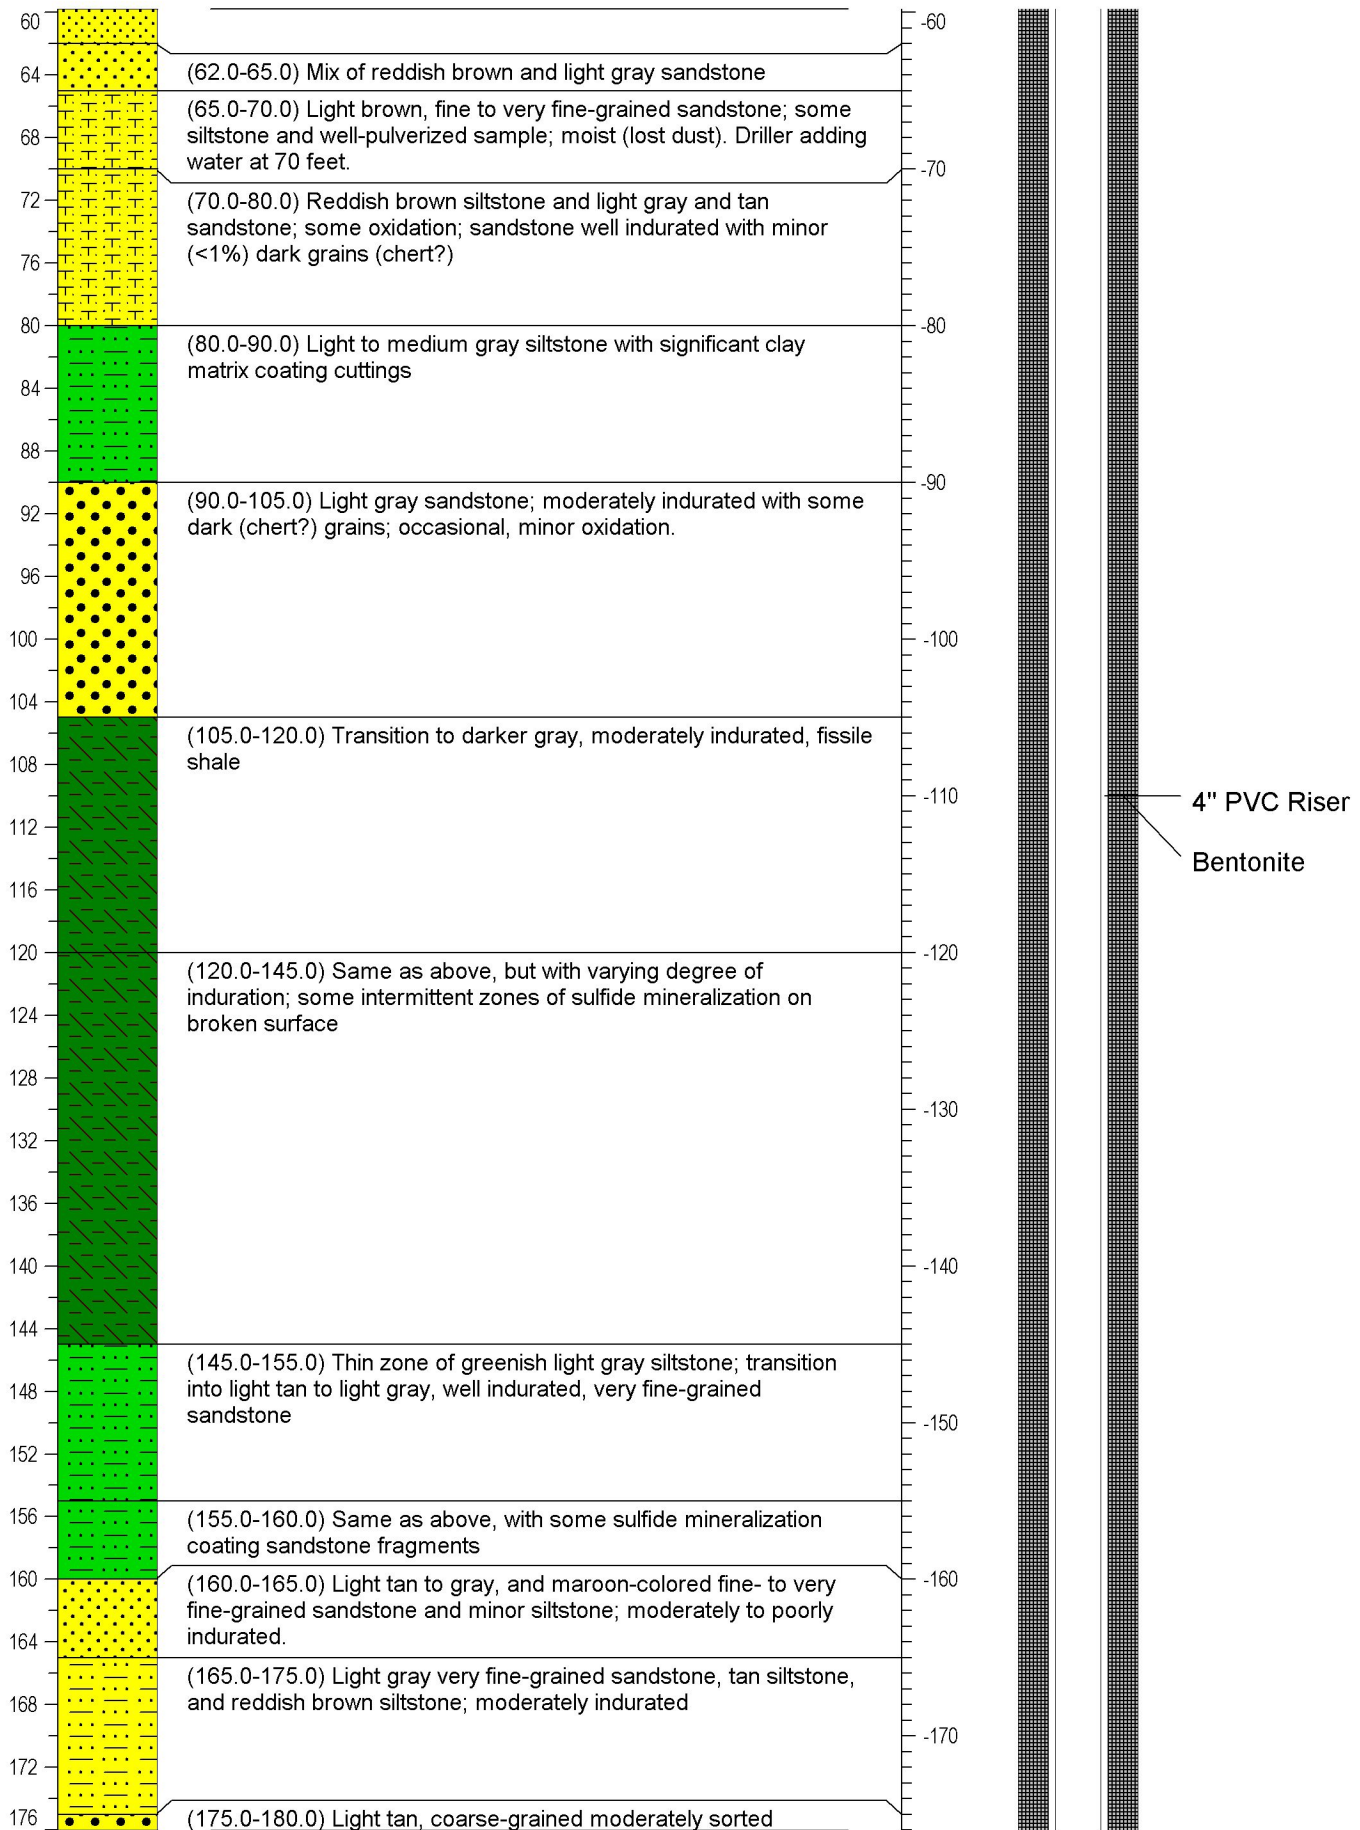 60
-60
64
(62.0-65.0) Mix of reddish brown and light gray sandstone
(65.0-70.0) Light brown, fine to very fine-grained sandstone; some
68
siltstone and well-pulverized sample; moist (lost dust). Driller adding
water at 70 feet.
-70
72
(70.0-80.0) Reddish brown siltstone and light gray and tan
sandstone; some oxidation; sandstone well indurated with minor
76
(<1%) dark grains (chert?)
80
-80
(80.0-90.0) Light to medium gray siltstone with significant clay
matrix coating cuttings
84
88
-90
92
(90.0-105.0) Light gray sandstone; moderately indurated with some
dark (chert?) grains; occasional, minor oxidation.
96
100
-100
104
(105.0-120.0) Transition to darker gray, moderately indurated, fissile
shale
108
-110
4" PVC Riser
112
Bentonite
116
120
-120
(120.0-145.0) Same as above, but with varying degree of
induration; some intermittent zones of sulfide mineralization on
broken surface
124
128
-130
132
136
140
-140
144
(145.0-155.0) Thin zone of greenish light gray siltstone; transition
into light tan to light gray, well indurated, very fine-grained
sandstone
148
-150
152
156
(155.0-160.0) Same as above, with some sulfide mineralization
coating sandstone fragments
160
-160
(160.0-165.0) Light tan to gray, and maroon-colored fine- to very
fine-grained sandstone and minor siltstone; moderately to poorly
indurated.
164
(165.0-175.0) Light gray very fine-grained sandstone, tan siltstone,
and reddish brown siltstone; moderately indurated
168
-170
172
176
(175.0-180.0) Light tan, coarse-grained moderately sorted